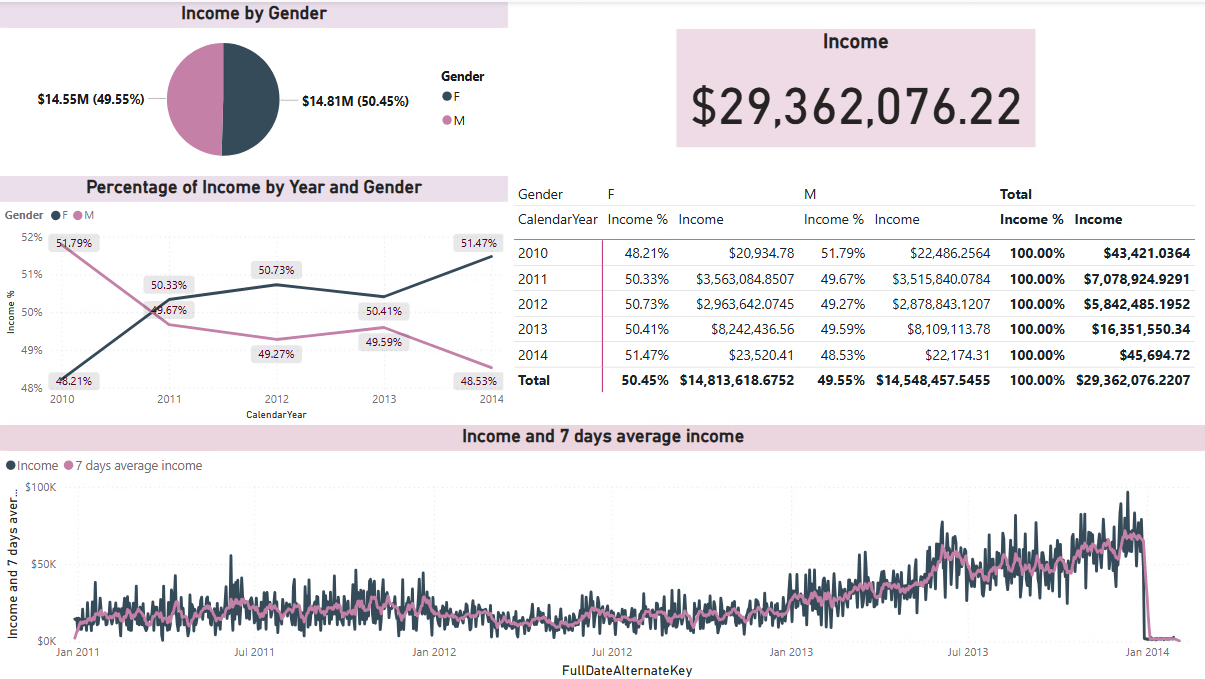 Income by Gender
$14.55M (49.55%)
$14.81M (50.45%)
Gender
F
M
Income
$29,362,076.22
Percentage of Income by Year and Gender
Gender F M
Income %
52%
51%
50%
49%
48%
51.79%
48.21%
50.33%
49.67%
50.73%
49.27%
50.41%
49.59%
51.47%
48.53%
2010 2011 2012 2013 2014
CalendarYear
Gender F M Total
CalendarYear Income % Income Income % Income Income % Income
2010 48.21% $20,934.78 51.79% $22,486.2564 100.00% $43,421.0364
2011 50.33% $3,563,084.8507 49.67% $3,515,840.0784 100.00% $7,078,924.9291
2012 50.73% $2,963,642.0745 49.27% $2,878,843.1207 100.00% $5,842,485.1952
2013 50.41% $8,242,436.56 49.59% $8,109,113.78 100.00% $16,351,550.34
2014 51.47% $23,520.41 48.53% $22,174.31 100.00% $45,694.72
Total 50.45% $14,813,618.6752 49.55% $14,548,457.5455 100.00% $29,362,076.2207
Income and 7 days average income
Income 7 days average income
Income and 7 days aver...
$100K
$50K
$0K
Jan 2011 Jul 2011 Jan 2012 Jul 2012 Jan 2013 Jul 2013 Jan 2014
FullDateAlternateKey